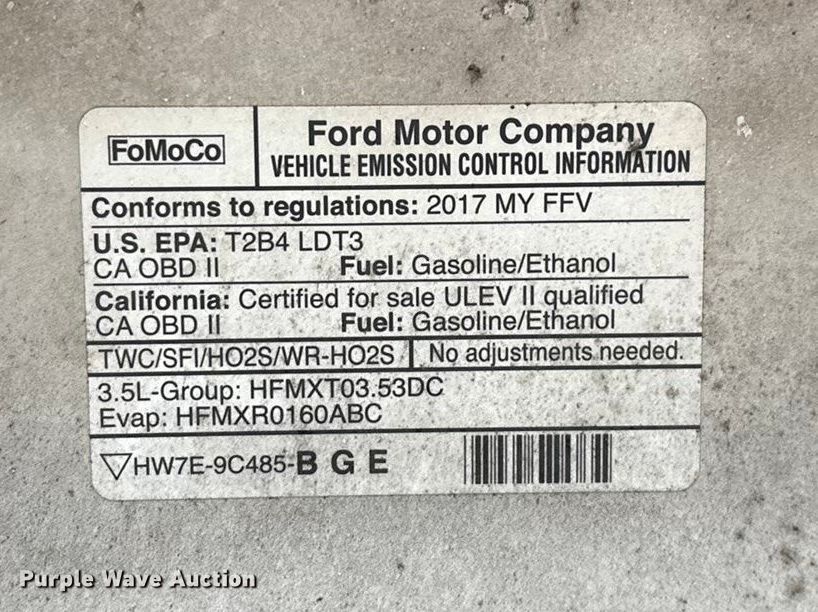 FoMoCo
Ford Motor Company
VEHICLE EMISSION CONTROL INFORMATION
Conforms to regulations: 2017 MY FFV
U.S. EPA: T2B4 LDT3
CA OBD II Fuel: Gasoline/Ethanol
California: Certified for sale ULEV II qualified
CA OBD II Fuel: Gasoline/Ethanol
TWC/SFI/HO2S/WR-HO2S No adjustments needed.
3.5L-Group: HFMXT03.53DC
Evap: HFMXR0160ABC
HW7E-9C485-B G E
Purple Wave Auction